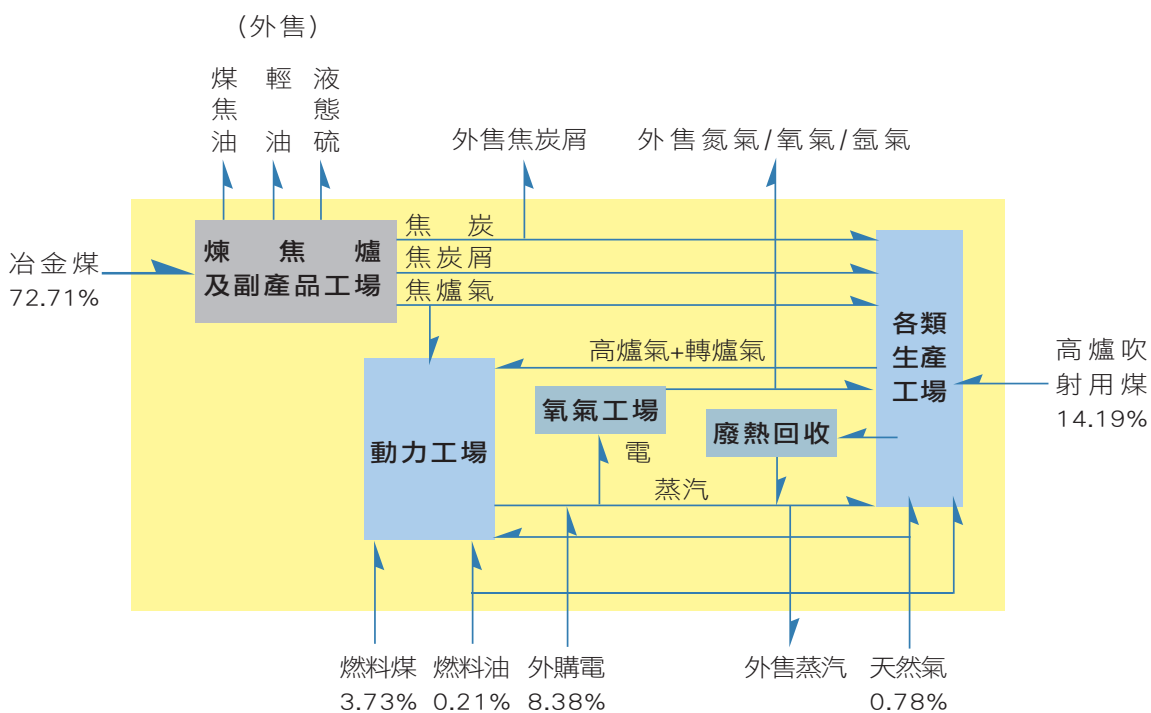 (外售)
煤焦油
輕油
液態硫
外售焦炭屑
外售氮氣/氧氣/氬氣
冶金煤
72.71%
煉焦爐
及副產品工場
焦炭
焦炭屑
焦爐氣
各類
生產
工場
高爐吹
射用煤
14.19%
高爐氣+轉爐氣
氧氣工場
廢熱回收
動力工場
電
蒸汽
燃料煤
3.73%
燃料油
0.21%
外購電
8.38%
外售蒸汽
天然氣
0.78%